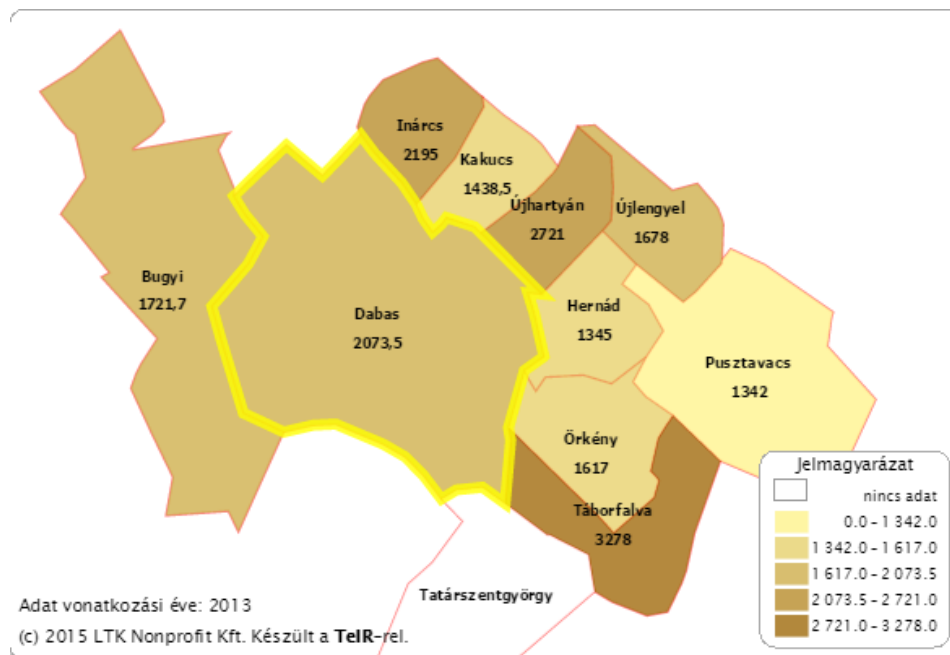 Inárcs
2195
Kakucs
1438,5
Újhartyán
2721
Újlengyel
1678
Bugyi
1721,7
Dabas
2073,5
Hernád
1345
Pusztavacs
1342
Örkény
1617
Táborfalva
3278
Tatárszentgyörgy
Jelmagyarázat
nincs adat
0.0 - 1 342.0
1 342.0 - 1 617.0
1 617.0 - 2 073.5
2 073.5 - 2 721.0
2 721.0 - 3 278.0
Adat vonatkozási éve: 2013
(c) 2015 LTK Nonprofit Kft. Készült a TeIR-rel.